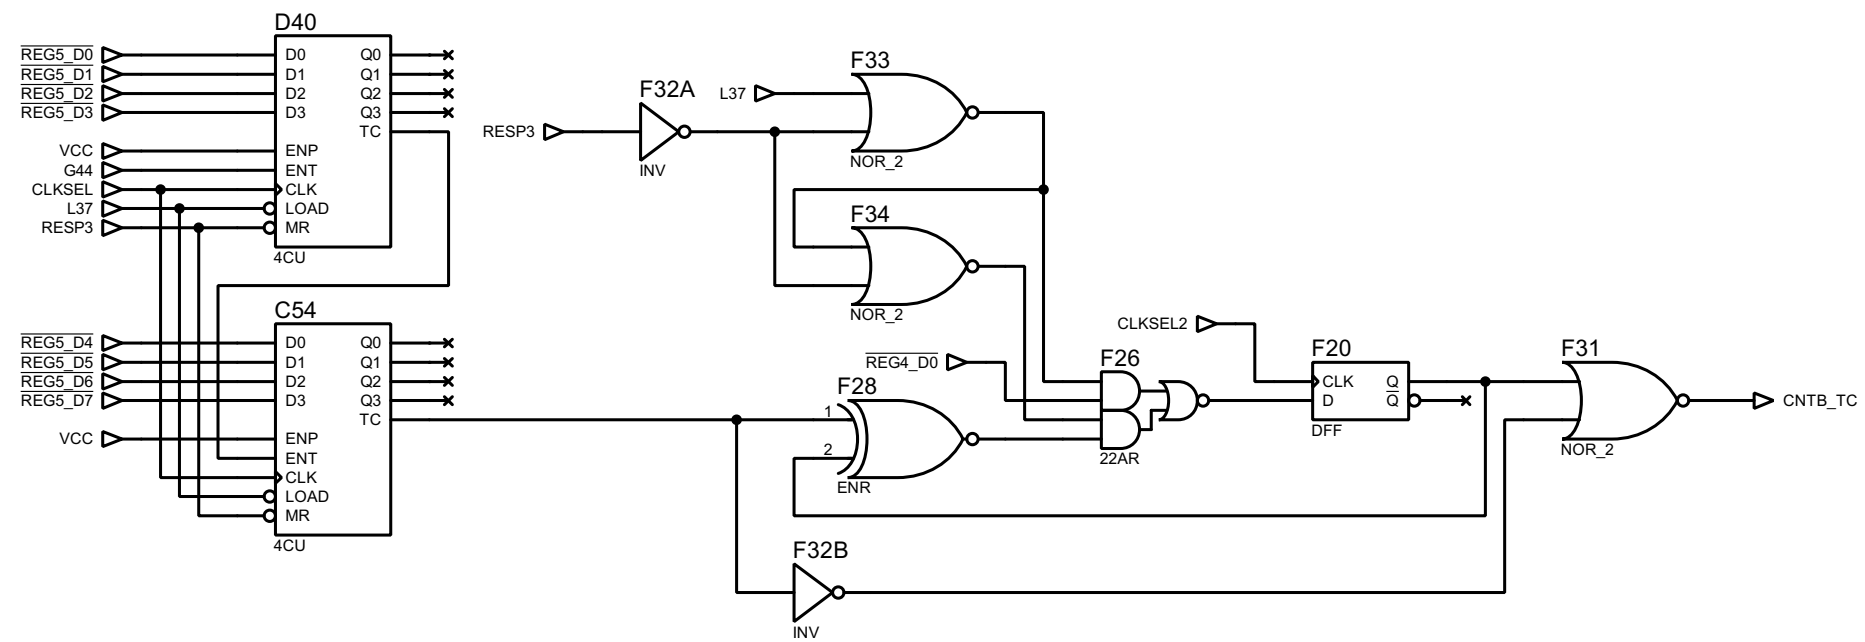 D40
REG5_D0 D0 Q0
REG5_D1 D1 Q1
REG5_D2 D2 Q2
REG5_D3 D3 Q3
TC
VCC ENP
G44 ENT
CLKSEL CLK
L37 LOAD
RESP3 MR
4CU
C54
REG5_D4 D0 Q0
REG5_D5 D1 Q1
REG5_D6 D2 Q2
REG5_D7 D3 Q3
TC
VCC ENP
ENT
CLK
LOAD
MR
4CU
RESP3
F32A
INV
L37
F33
NOR_2
F34
NOR_2
REG4_D0
F28
1
2
ENR
F32B
INV
F26
22AR
CLKSEL2
F20
CLK Q
D Q
DFF
F31
NOR_2
CNTB_TC